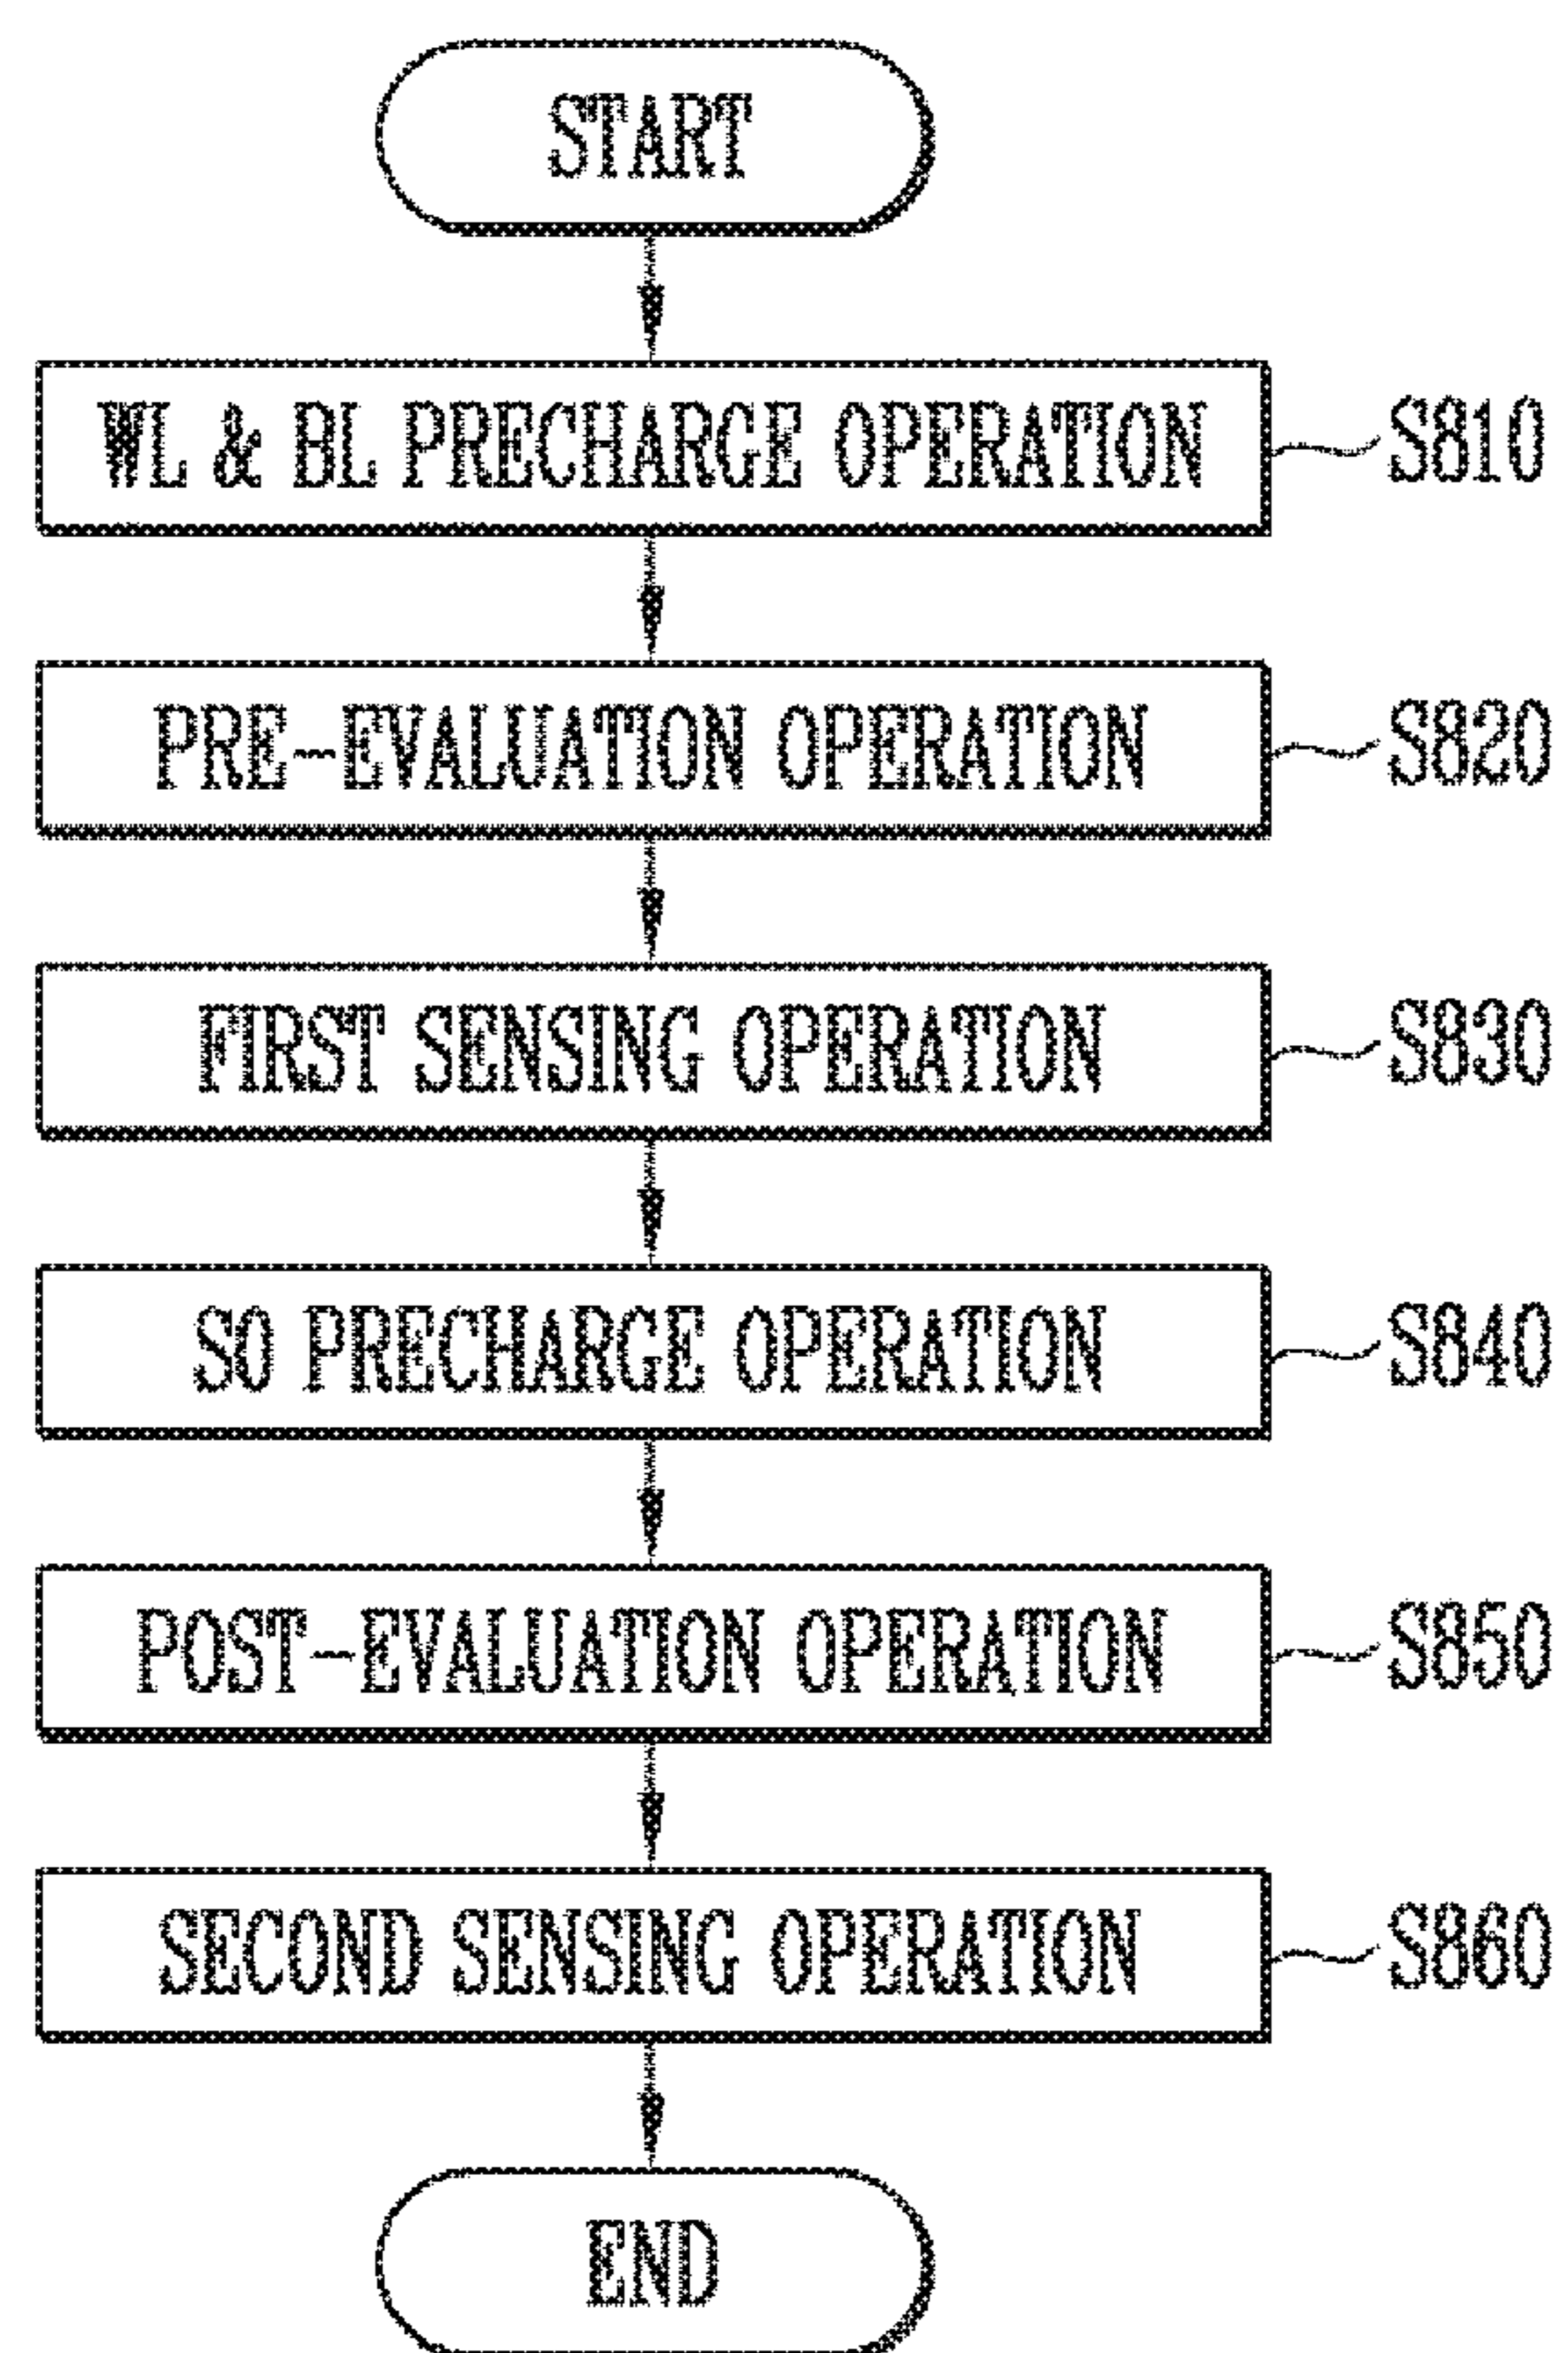 START
WL & BL PRECHARGE OPERATION S810
PRE-EVALUATION OPERATION S820
FIRST SENSING OPERATION S830
SO PRECHARGE OPERATION S840
POST-EVALUATION OPERATION S850
SECOND SENSING OPERATION S860
END